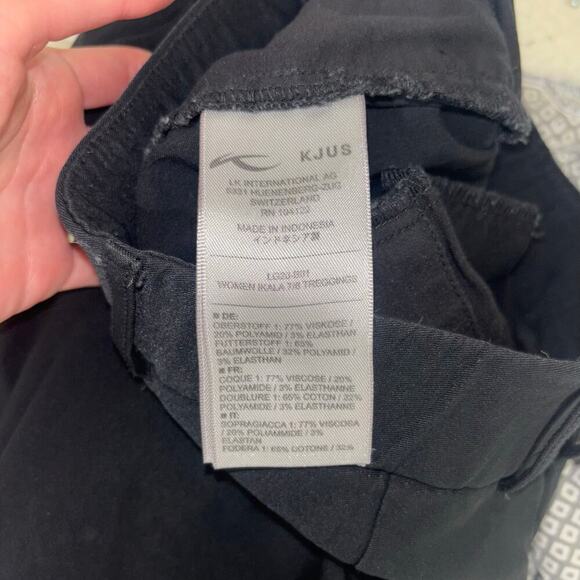 KJUS
LK INTERNATIONAL AG
6331 HUENENBERG-ZUG
SWITZERLAND
RN 104123
MADE IN INDONESIA
インドネシア製
LG20-B01
WOMEN IKALA 7/8 TREGGINGS
DE:
OBERSTOFF 1: 77% VISKOSE /
20% POLYAMID / 3% ELASTHAN
FUTTERSTOFF 1: 65%
BAUMWOLLE / 32% POLYAMID /
3% ELASTHAN
FR:
COQUE 1: 77% VISCOSE / 20%
POLYAMIDE / 3% ELASTHANNE
DOUBLURE 1: 65% COTON / 32%
POLYAMIDE / 3% ELASTHANNE
IT:
SOPRAGIACCA 1: 77% VISCOSA
/ 20% POLIAMMIDE / 3%
ELASTAN
FODERA 1: 65% COTONE / 32%